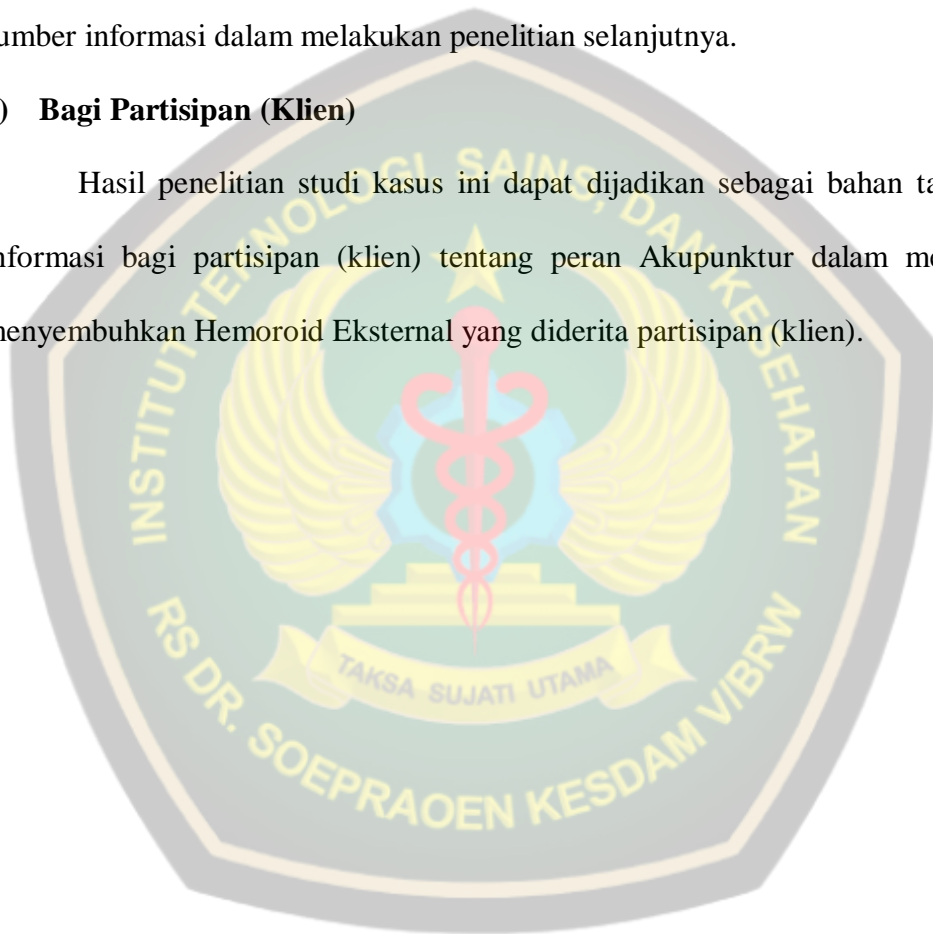 umber informasi dalam melakukan penelitian selanjutnya.
) Bagi Partisipan (Klien)
Hasil penelitian studi kasus ini dapat dijadikan sebagai bahan ta
nformasi bagi partisipan (klien) tentang peran Akupunktur dalam me
menyembuhkan Hemoroid Eksternal yang diderita partisipan (klien).
INSTITUT TEKNOLOGI, SAINS, DAN KESEHATAN
TAKSA SUJATI UTAMA
RS DR. SOEPRAOEN KESDAM V/BRW